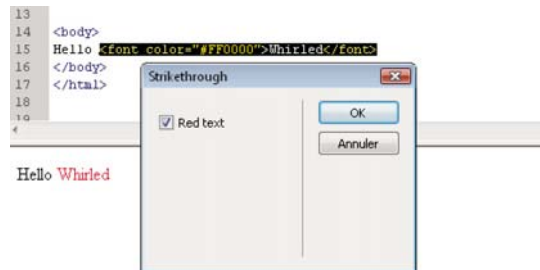 13
14 <body>
15 Hello <font color="#FF0000">Whirled</font>
16 </body>
17 </html>
18
19
Strikethrough
Red text
OK
Annuler
Hello Whirled